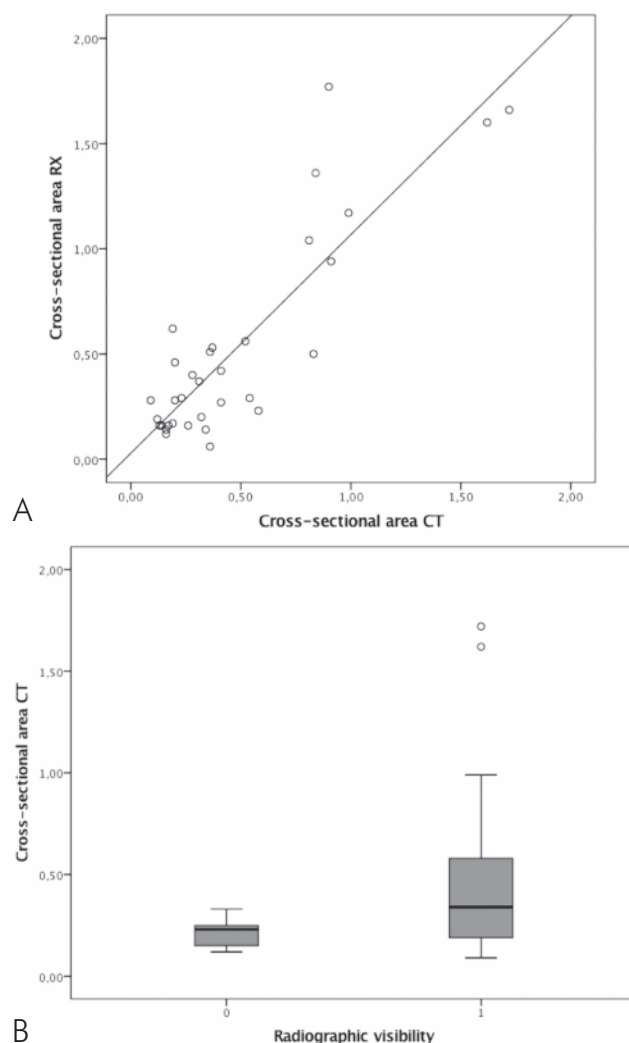 2,00
1,50
1,00
0,50
0,00
Cross-sectional area RX
0,00 0,50 1,00 1,50 2,00
Cross-sectional area CT
A
2,00
1,50
1,00
0,50
0,00
Cross-sectional area CT
0 1
Radiographic visibility
B